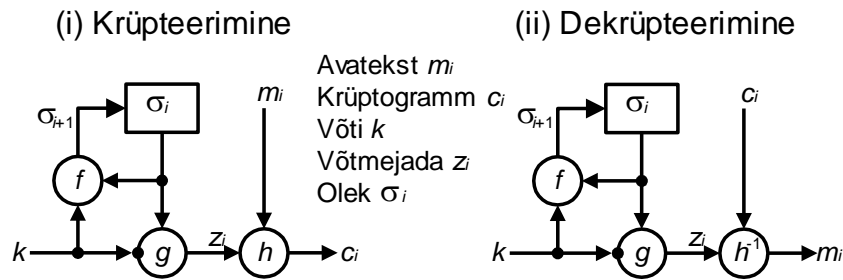 (i) Krüpteerimine
(ii) Dekrüpteerimine
Avatekst mᵢ
Krüptogramm cᵢ
Võti k
Võtmejada zᵢ
Olek σᵢ
σᵢ
σᵢ₊₁
mᵢ
f
k
g
zᵢ
h
cᵢ
σᵢ
σᵢ₊₁
cᵢ
f
k
g
zᵢ
h⁻¹
mᵢ